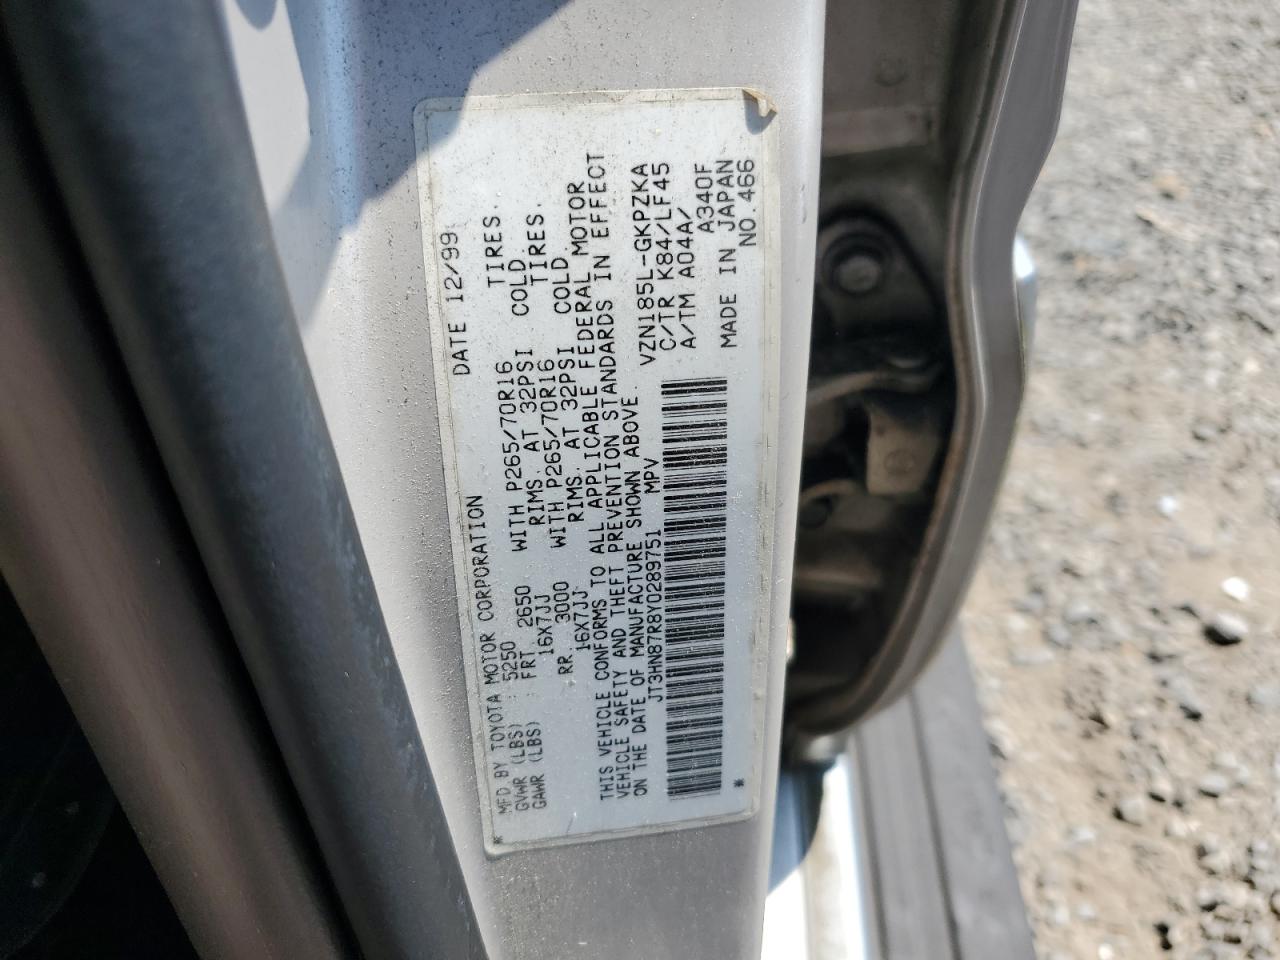 * MFD BY TOYOTA MOTOR CORPORATION DATE 12/99
GVWR (LBS) : 5250
GAWR (LBS) : FRT. 2650 WITH P265/70R16 TIRES.
16X7JJ RIMS. AT 32PSI COLD
RR. 3000 WITH P265/70R16 TIRES.
16X7JJ RIMS. AT 32PSI COLD
THIS VEHICLE CONFORMS TO ALL APPLICABLE FEDERAL MOTOR
VEHICLE SAFETY AND THEFT PREVENTION STANDARDS IN EFFECT
ON THE DATE OF MANUFACTURE SHOWN ABOVE.
JT3HN87R8Y0289751 MPV
VZN185L-GKPZKA
C/TR K84/LF45
A/TM A04A/
A340F
MADE IN JAPAN
* NO.466